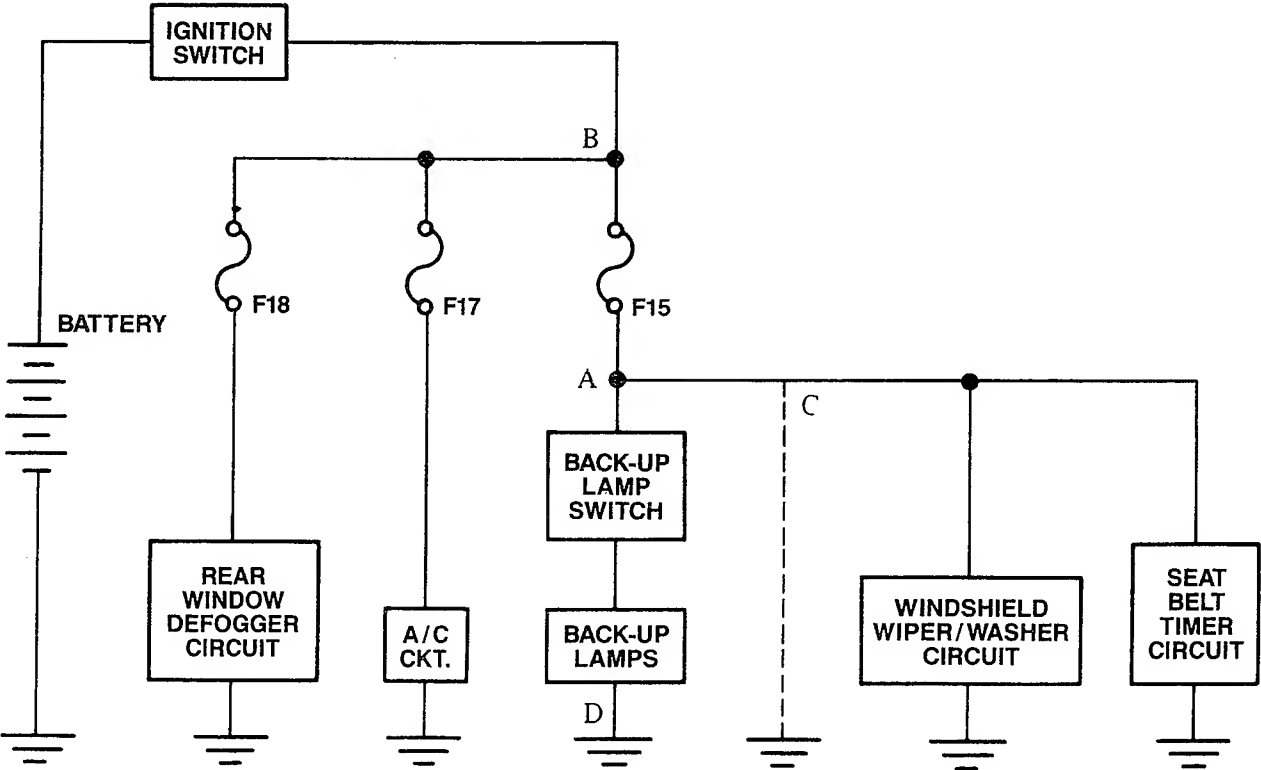 IGNITION
SWITCH
B
F18
F17
F15
BATTERY
A
C
BACK-UP
LAMP
SWITCH
REAR
WINDOW
DEFOGGER
CIRCUIT
A/C
CKT.
BACK-UP
LAMPS
WINDSHIELD
WIPER/WASHER
CIRCUIT
SEAT
BELT
TIMER
CIRCUIT
D